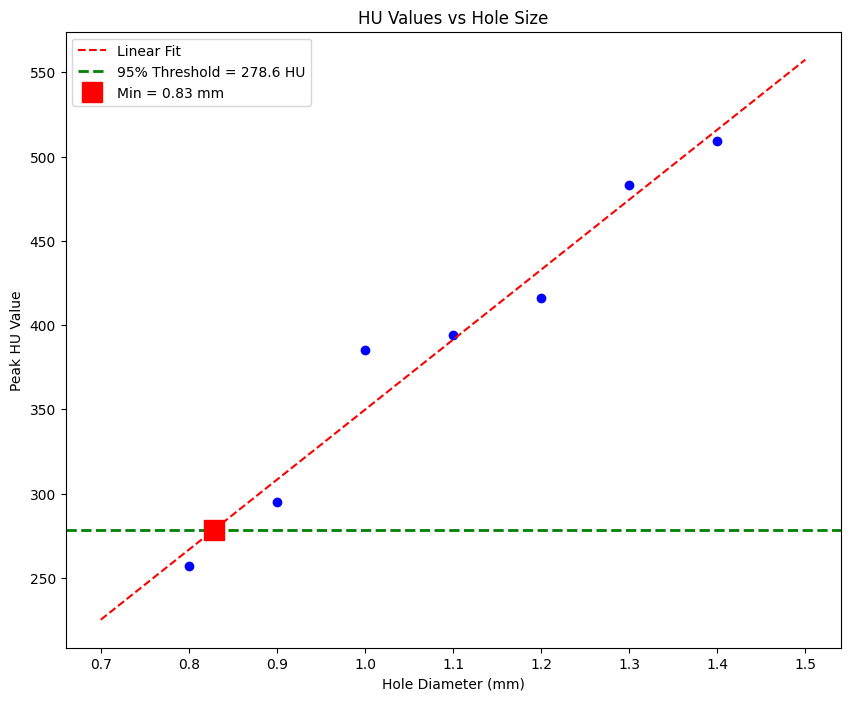 HU Values vs Hole Size
Linear Fit
95% Threshold = 278.6 HU
Min = 0.83 mm
Peak HU Value
550
500
450
400
350
300
250
0.7 0.8 0.9 1.0 1.1 1.2 1.3 1.4 1.5
Hole Diameter (mm)